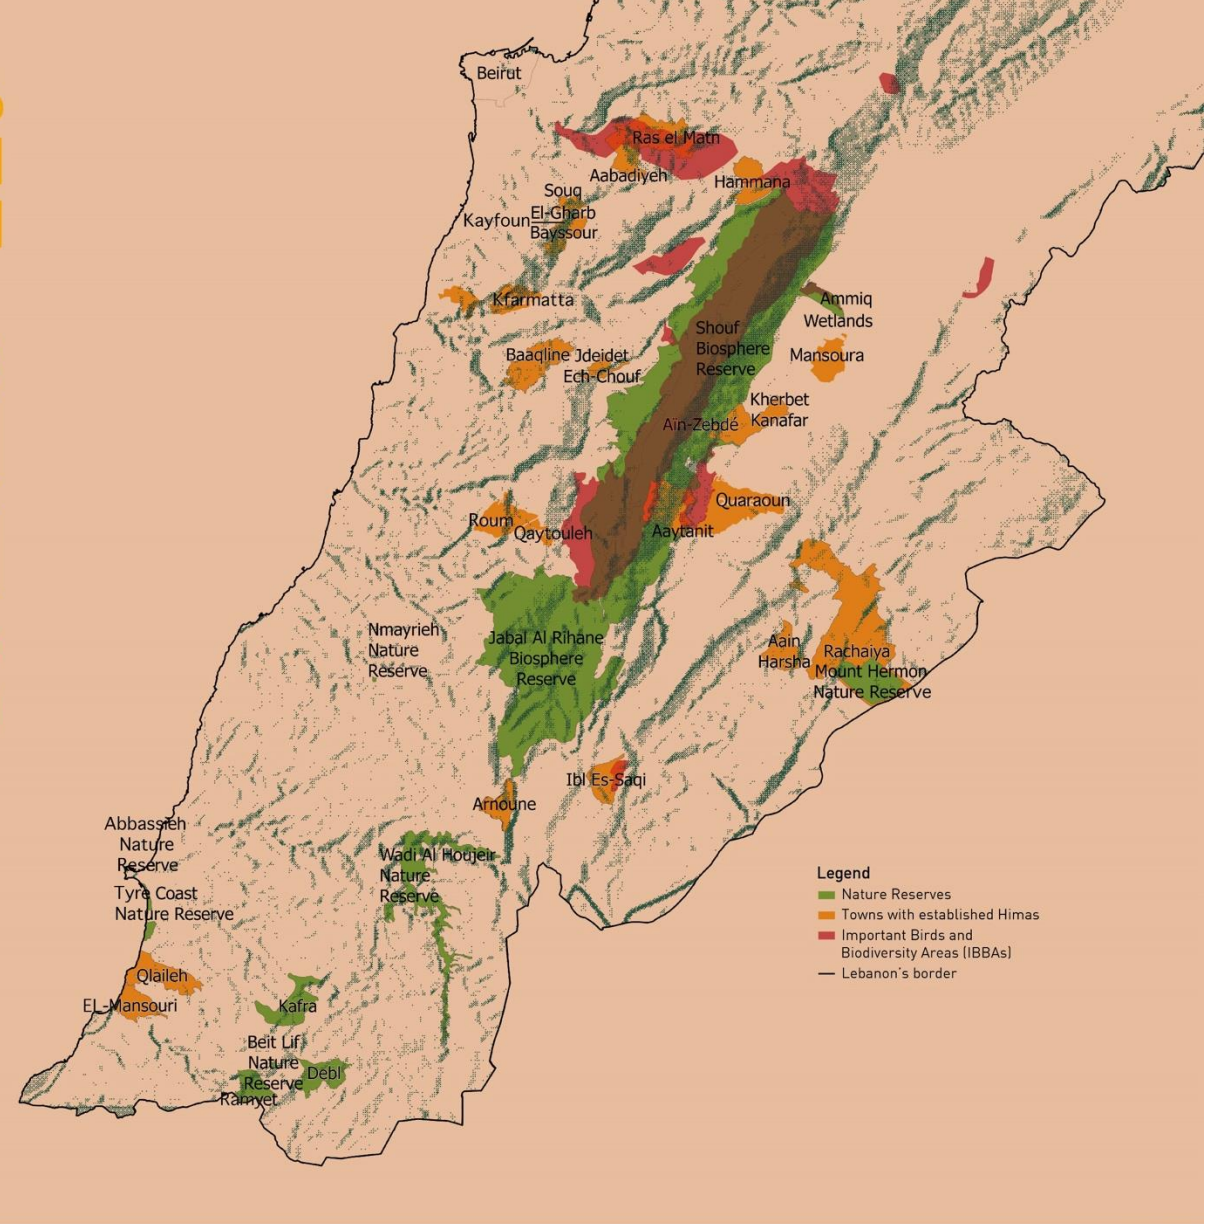 Beirut
Ras el Matn
Aabadiyeh
Hammana
Souq
El-Gharb
Kayfoun
Bayssour
Kfarmatta
Ammiq
Wetlands
Shouf
Biosphere
Reserve
Baaqline
Jdeidet
Ech-Chouf
Mansoura
Kherbet
Kanafar
Aïn-Zebdé
Quaraoun
Roum
Qaytouleh
Aaytanit
Nmayrieh
Nature
Reserve
Jabal Al Rihane
Biosphere
Reserve
Aain
Harsha
Rachaiya
Mount Hermon
Nature Reserve
Ibl Es-Saqi
Arnoune
Abbassieh
Nature
Reserve
Wadi Al Houjeir
Nature
Reserve
Tyre Coast
Nature Reserve
Legend
Nature Reserves
Towns with established Himas
Important Birds and
Biodiversity Areas (IBBAs)
Lebanon's border
Qlaileh
EL-Mansouri
Kafra
Beit Lif
Nature
Reserve
Debl
Ramyet